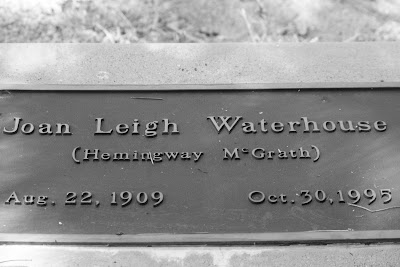 Joan Leigh Waterhouse
(Hemingway McGrath)
Aug. 22, 1909 Oct. 30, 1995